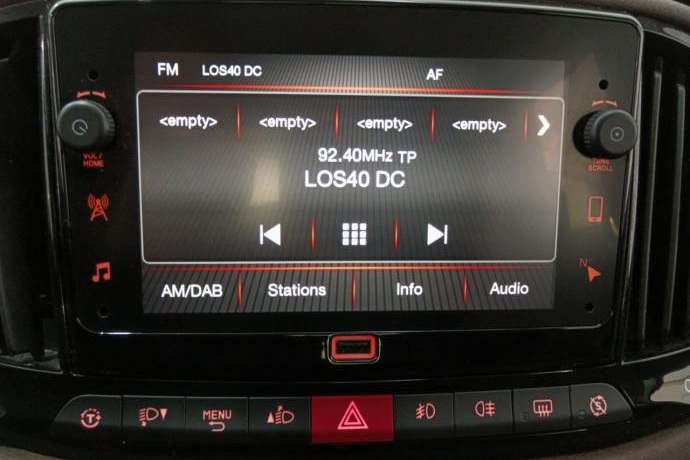 FM LOS40 DC AF
<empty> <empty> <empty> <empty>
92.40MHz TP
LOS40 DC
VOL/
HOME
TUNE
SCROLL
N
AM/DAB Stations Info Audio
T MENU